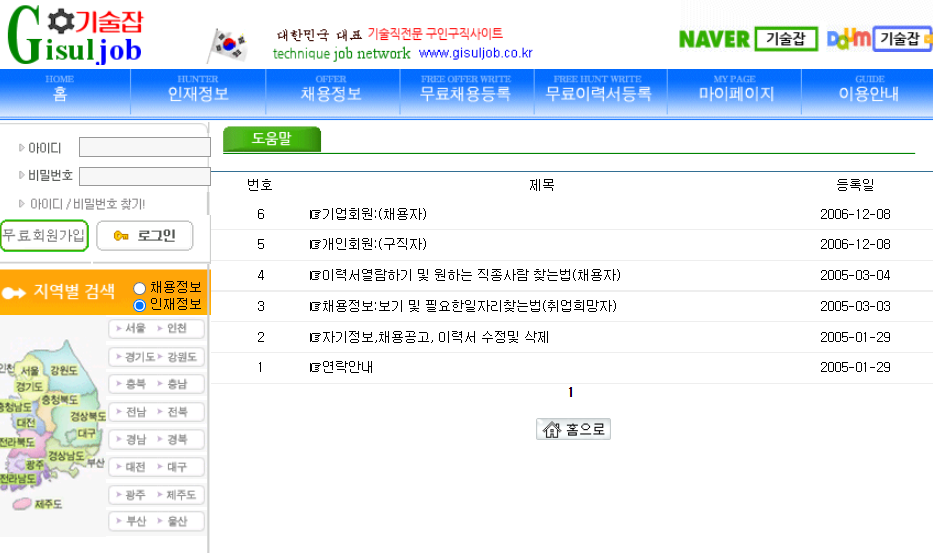 기술잡
Gisuljob
대한민국 대표 기술직전문 구인구직사이트
technique job network www.gisuljob.co.kr
NAVER 기술잡 Daum 기술잡
HOME HUNTER OFFER FREE OFFER WRITE FREE HUNT WRITE MY PAGE GUIDE
홈 인재정보 채용정보 무료채용등록 무료이력서등록 마이페이지 이용안내
아이디
비밀번호
아이디 / 비밀번호 찾기!
무료회원가입 로그인
지역별 검색
채용정보
인재정보
서울 인천
경기도 강원도
충북 충남
전남 전북
경남 경북
대전 대구
광주 제주도
부산 울산
인천 서울 강원도
경기도
충청남도 충청북도
대전 경상북도
전라북도 대구
광주 경상남도 부산
전라남도
제주도
도움말
번호 제목 등록일
6 ☞기업회원:(채용자) 2006-12-08
5 ☞개인회원:(구직자) 2006-12-08
4 ☞이력서열람하기 및 원하는 직종사람 찾는법(채용자) 2005-03-04
3 ☞채용정보:보기 및 필요한일자리찾는법(취업희망자) 2005-03-03
2 ☞자기정보,채용공고, 이력서 수정및 삭제 2005-01-29
1 ☞연락안내 2005-01-29
1
홈으로